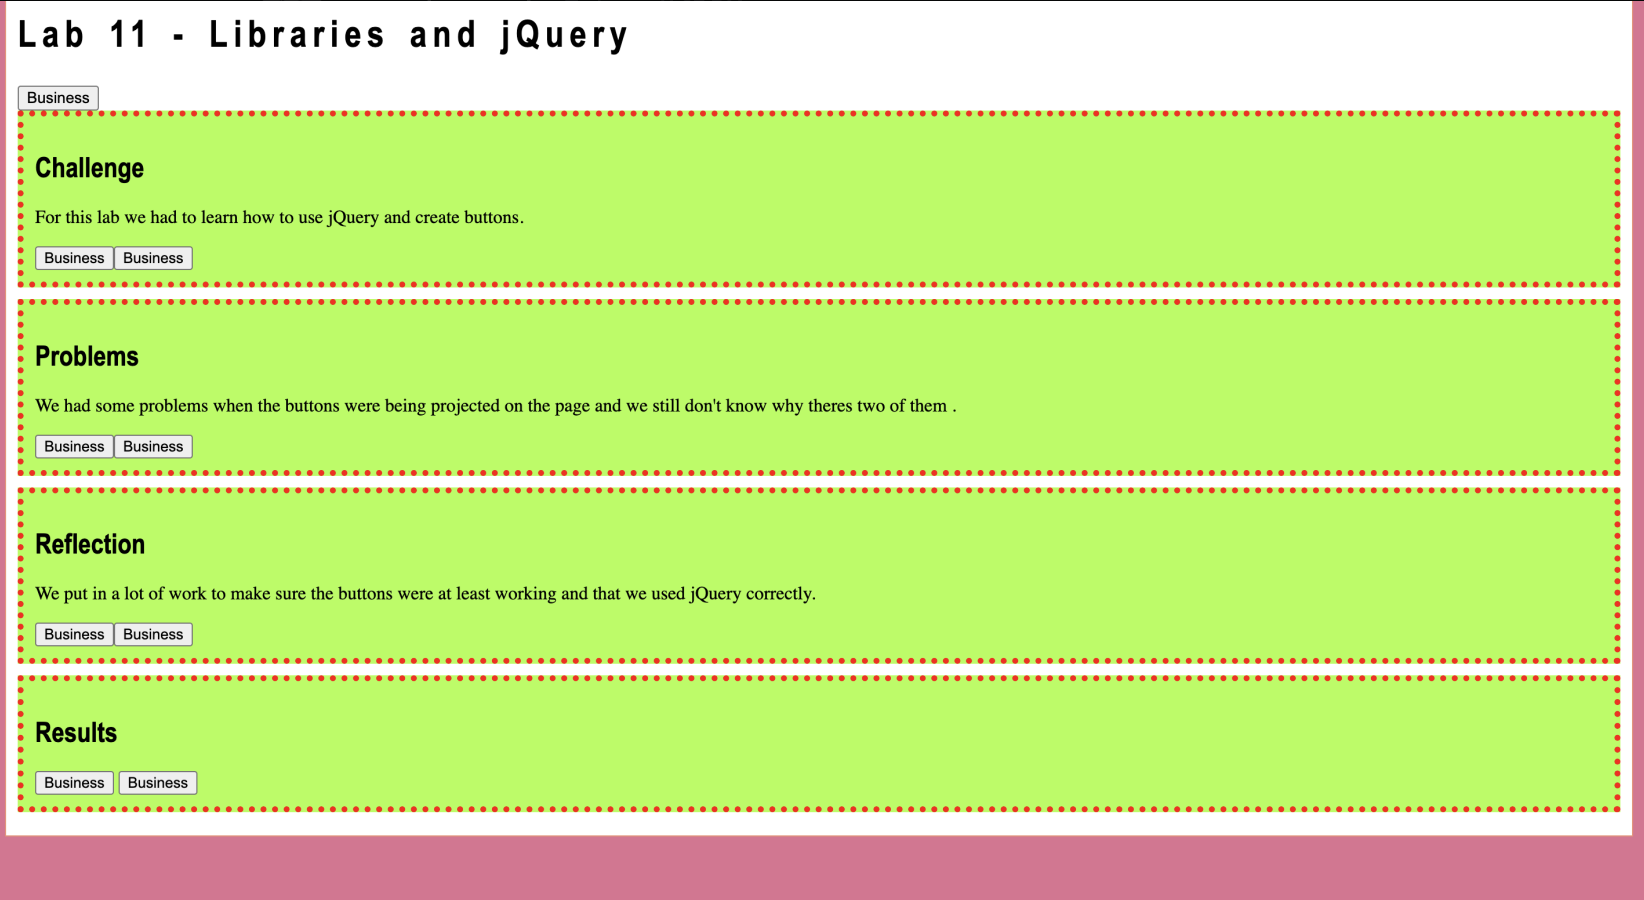 Lab 11 - Libraries and jQuery
Business
Challenge
For this lab we had to learn how to use jQuery and create buttons.
Business Business
Problems
We had some problems when the buttons were being projected on the page and we still don't know why theres two of them .
Business Business
Reflection
We put in a lot of work to make sure the buttons were at least working and that we used jQuery correctly.
Business Business
Results
Business Business